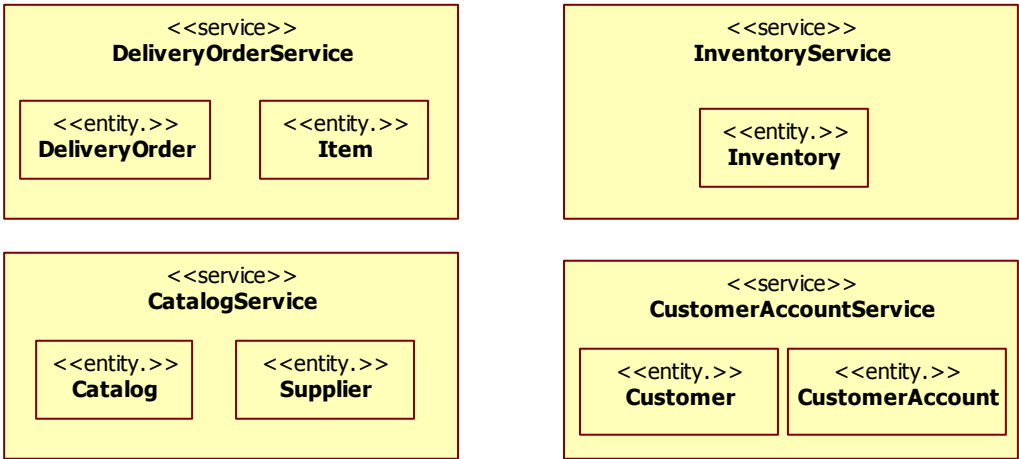 <<service>>
DeliveryOrderService
<<entity.>>
DeliveryOrder
<<entity.>>
Item
<<service>>
InventoryService
<<entity.>>
Inventory
<<service>>
CatalogService
<<entity.>>
Catalog
<<entity.>>
Supplier
<<service>>
CustomerAccountService
<<entity.>>
Customer
<<entity.>>
CustomerAccount